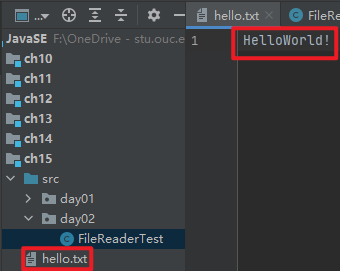 ..▾
hello.txt ×
FileRe
JavaSE F:\OneDrive - stu.ouc.e
1 HelloWorld!
ch10
ch11
ch12
ch13
ch14
ch15
src
day01
day02
FileReaderTest
hello.txt